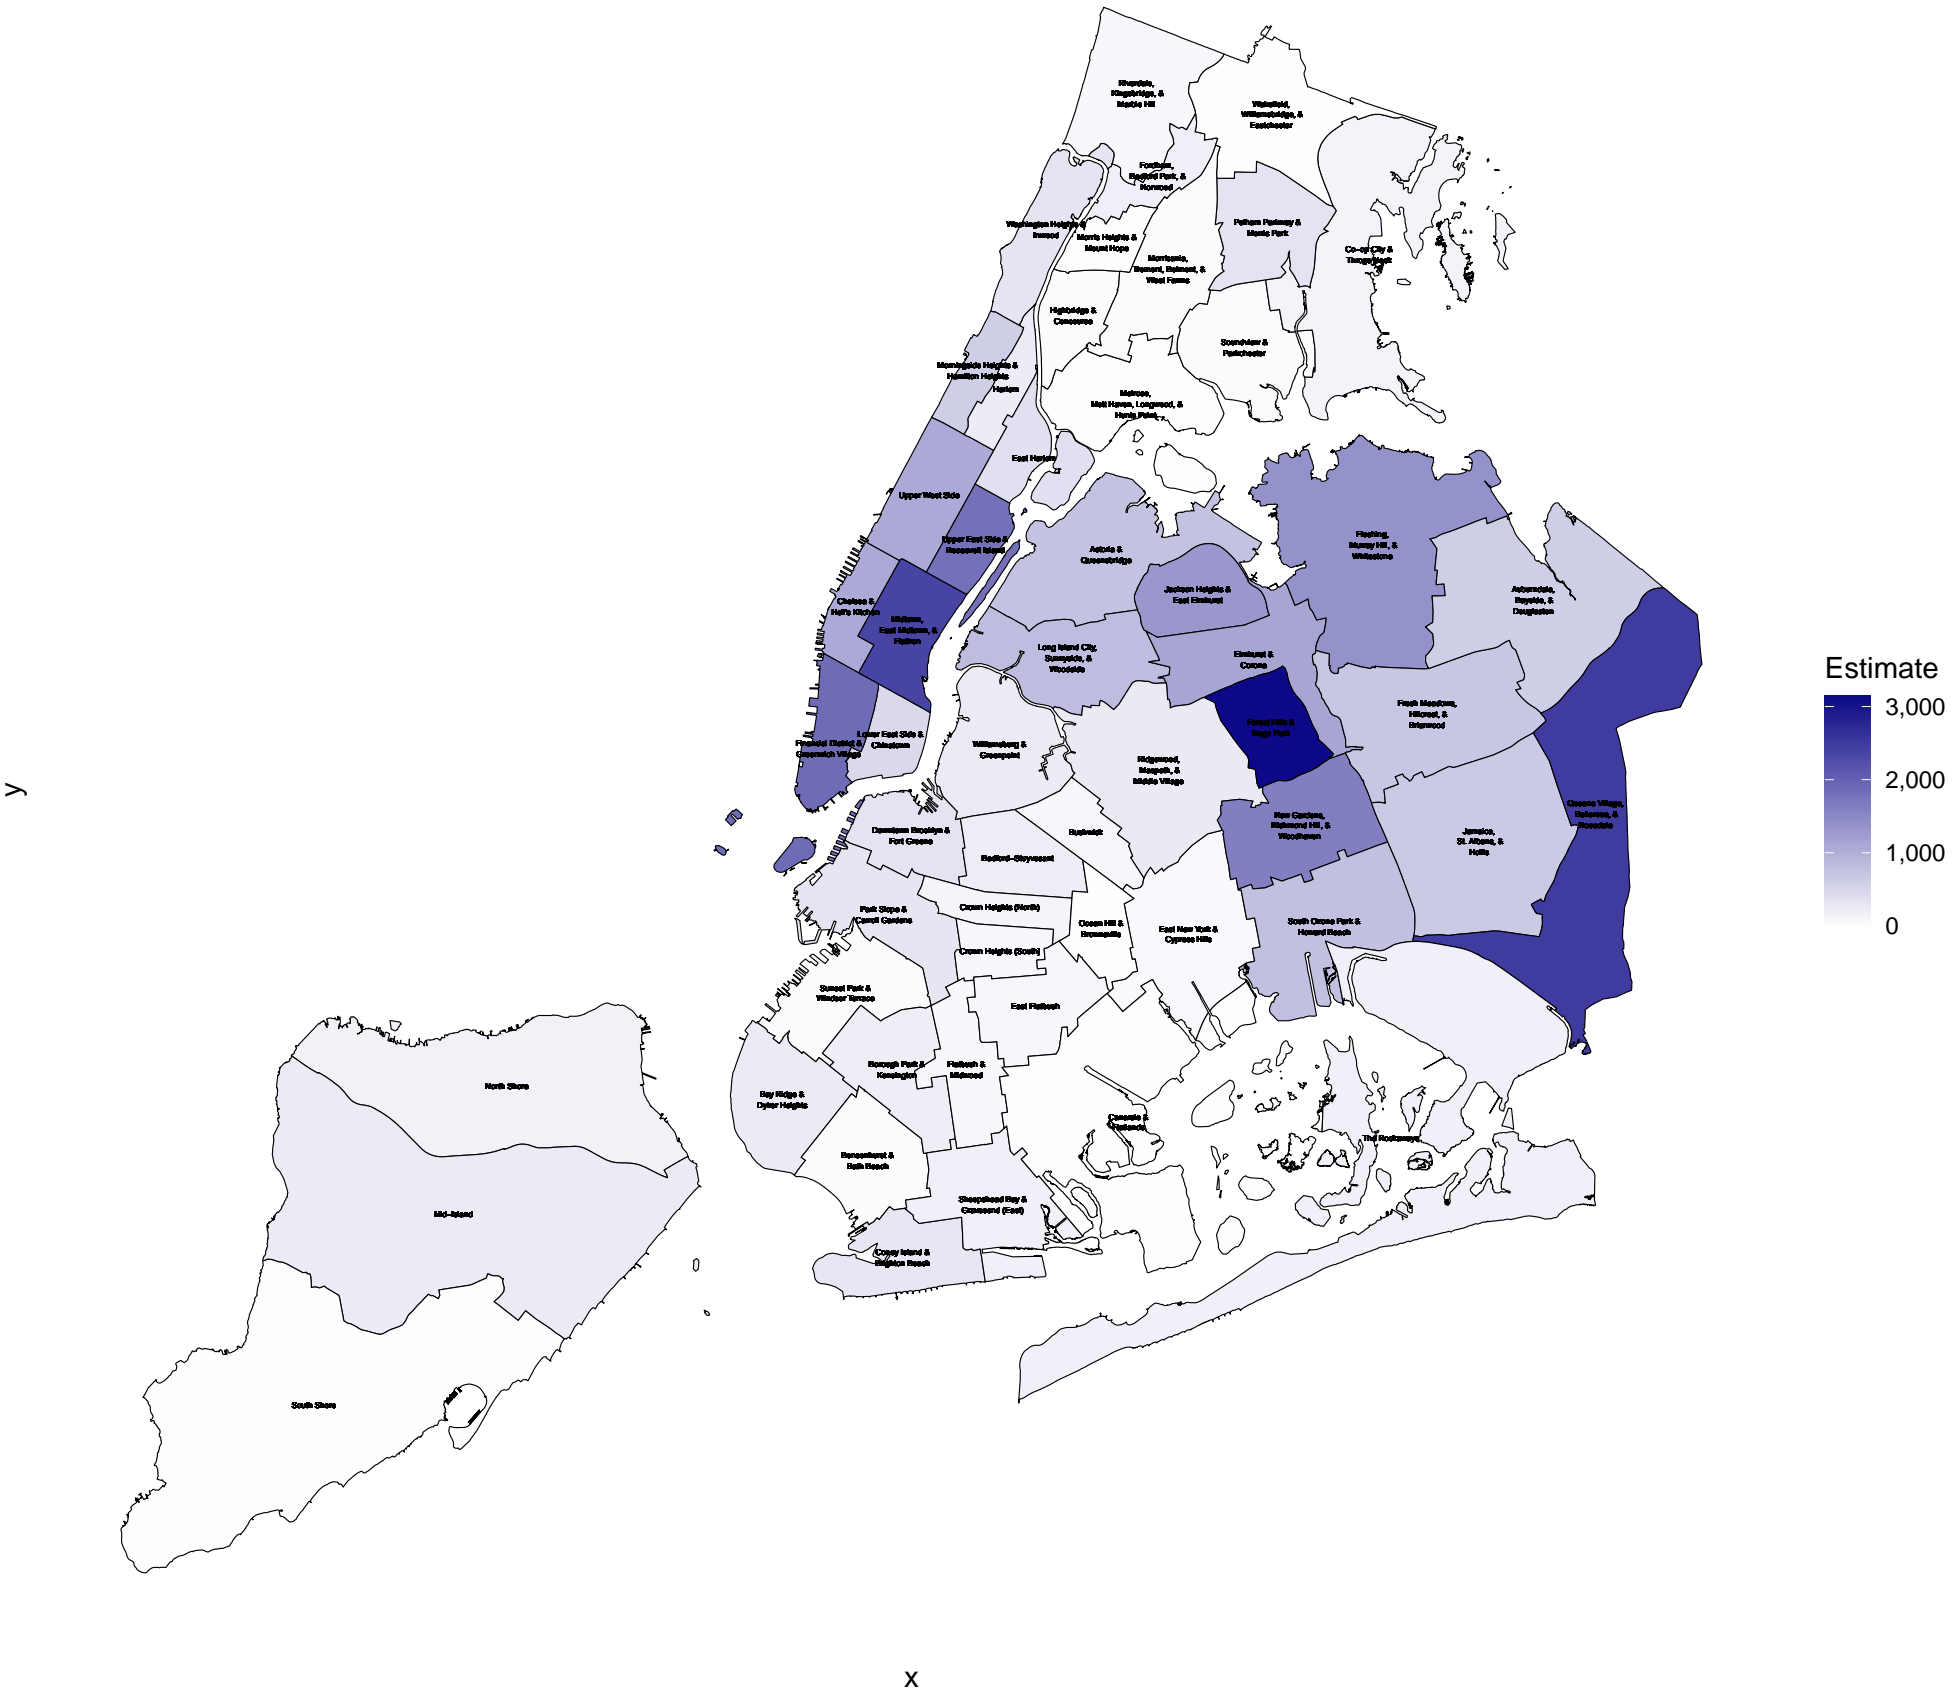 Riverdale,
Kingsbridge, &
Marble Hill
Wakefield,
Williamsbridge, &
Eastchester
Fordham,
Bedford Park, &
Norwood
Washington Heights &
Inwood
Morris Heights &
Mount Hope
Pelham Parkway &
Morris Park
Co−op City &
Throgs Neck
Morrisania,
Tremont, Belmont, &
West Farms
Highbridge &
Concourse
Soundview &
Parkchester
Morningside Heights &
Hamilton Heights
Harlem
Melrose,
Mott Haven, Longwood, &
Hunts Point
East Harlem
Upper West Side
Upper East Side &
Roosevelt Island
Astoria &
Queensbridge
Flushing,
Murray Hill, &
Whitestone
Jackson Heights &
East Elmhurst
Auburndale,
Bayside, &
Douglaston
Chelsea &
Hell's Kitchen
Midtown,
East Midtown, &
Flatiron
Long Island City,
Sunnyside, &
Woodside
Elmhurst &
Corona
Estimate
3,000
2,000
1,000
0
Fresh Meadows,
Hillcrest, &
Briarwood
Forest Hills &
Rego Park
Financial District &
Greenwich Village
Lower East Side &
Chinatown
Williamsburg &
Greenpoint
Ridgewood,
Maspeth, &
Middle Village
Kew Gardens,
Richmond Hill, &
Woodhaven
Queens Village,
Bellerose, &
Rosedale
Downtown Brooklyn &
Fort Greene
Bushwick
Jamaica,
St. Albans, &
Hollis
Bedford−Stuyvesant
Park Slope &
Carroll Gardens
Crown Heights (North)
Ocean Hill &
Brownsville
East New York &
Cypress Hills
South Ozone Park &
Howard Beach
Crown Heights (South)
Sunset Park &
Windsor Terrace
East Flatbush
Borough Park &
Kensington
Flatbush &
Midwood
Bay Ridge &
Dyker Heights
Canarsie &
Flatlands
The Rockaways
Bensonhurst &
Bath Beach
Sheepshead Bay &
Gravesend (East)
Coney Island &
Brighton Beach
North Shore
Mid−Island
South Shore
y
x